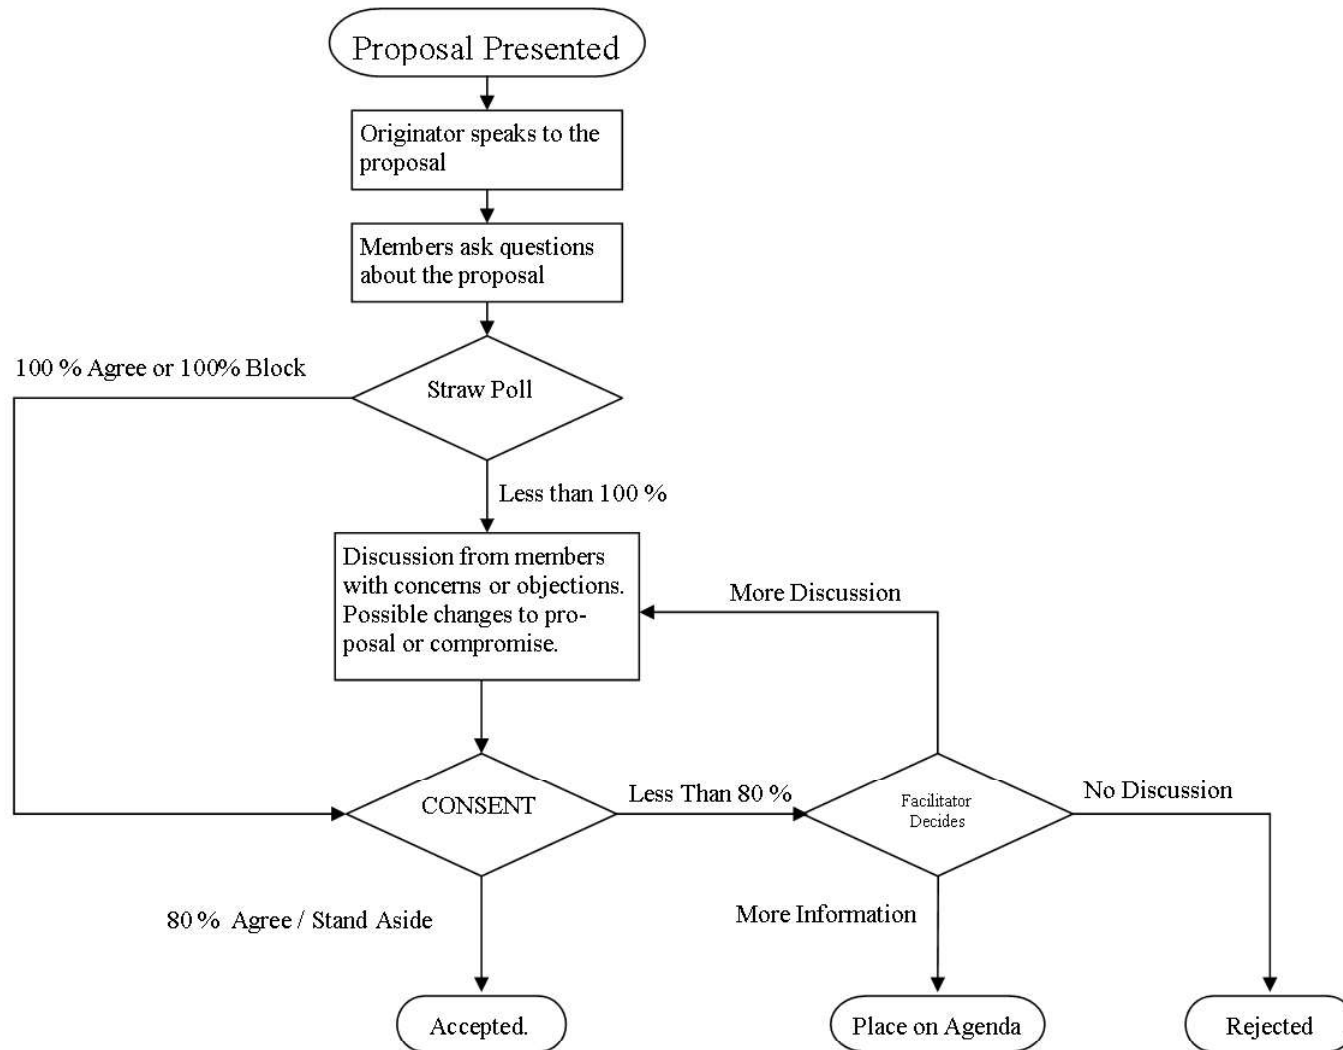 Proposal Presented
Originator speaks to the
proposal
Members ask questions
about the proposal
100 % Agree or 100% Block
Straw Poll
Less than 100 %
Discussion from members
with concerns or objections.
Possible changes to pro-
posal or compromise.
More Discussion
CONSENT
Less Than 80 %
Facilitator
Decides
No Discussion
80 %  Agree / Stand Aside
More Information
Accepted.
Place on Agenda
Rejected